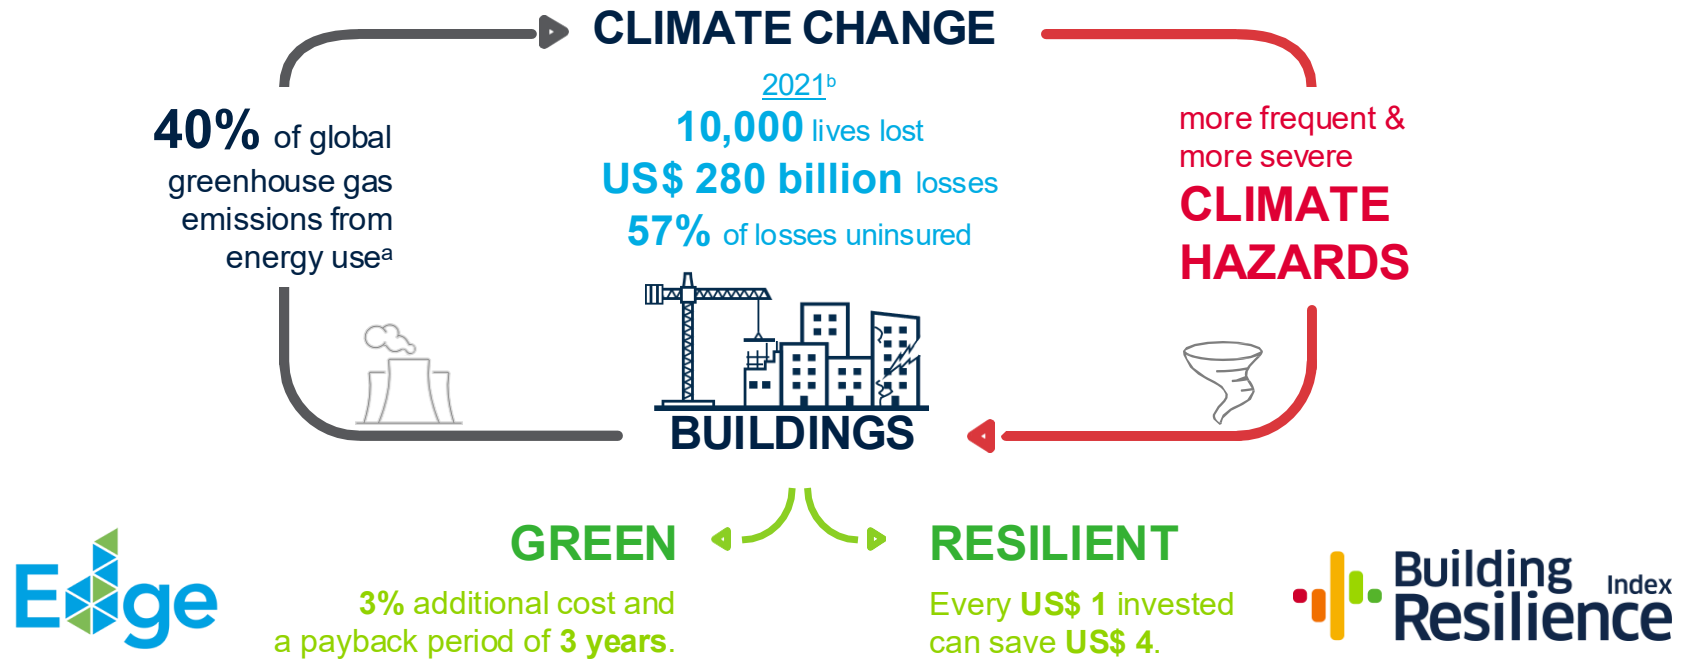 CLIMATE CHANGE
2021ᵇ
10,000 lives lost
US$ 280 billion losses
57% of losses uninsured
40% of global
greenhouse gas
emissions from
energy useᵃ
more frequent &
more severe
CLIMATE
HAZARDS
BUILDINGS
GREEN
3% additional cost and
a payback period of 3 years.
RESILIENT
Every US$ 1 invested
can save US$ 4.
Edge
Building
Resilience Index